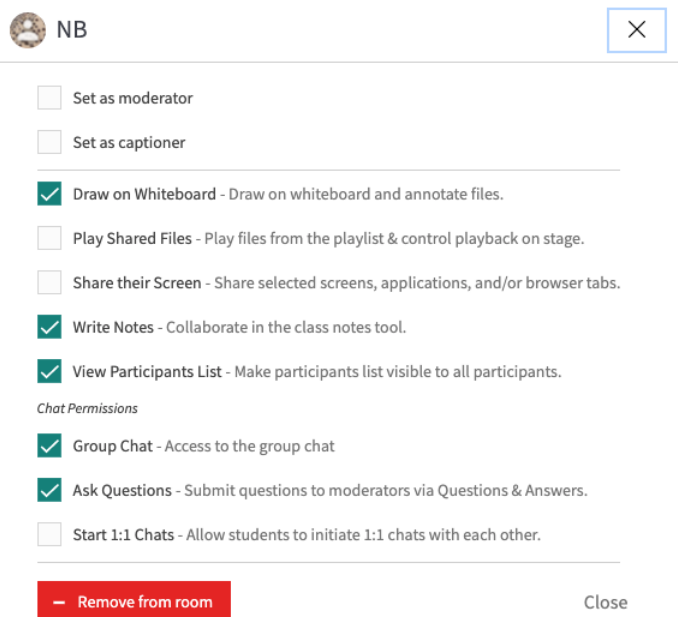 NB
Set as moderator
Set as captioner
Draw on Whiteboard - Draw on whiteboard and annotate files.
Play Shared Files - Play files from the playlist & control playback on stage.
Share their Screen - Share selected screens, applications, and/or browser tabs.
Write Notes - Collaborate in the class notes tool.
View Participants List - Make participants list visible to all participants.
Chat Permissions
Group Chat - Access to the group chat
Ask Questions - Submit questions to moderators via Questions & Answers.
Start 1:1 Chats - Allow students to initiate 1:1 chats with each other.
Remove from room
Close